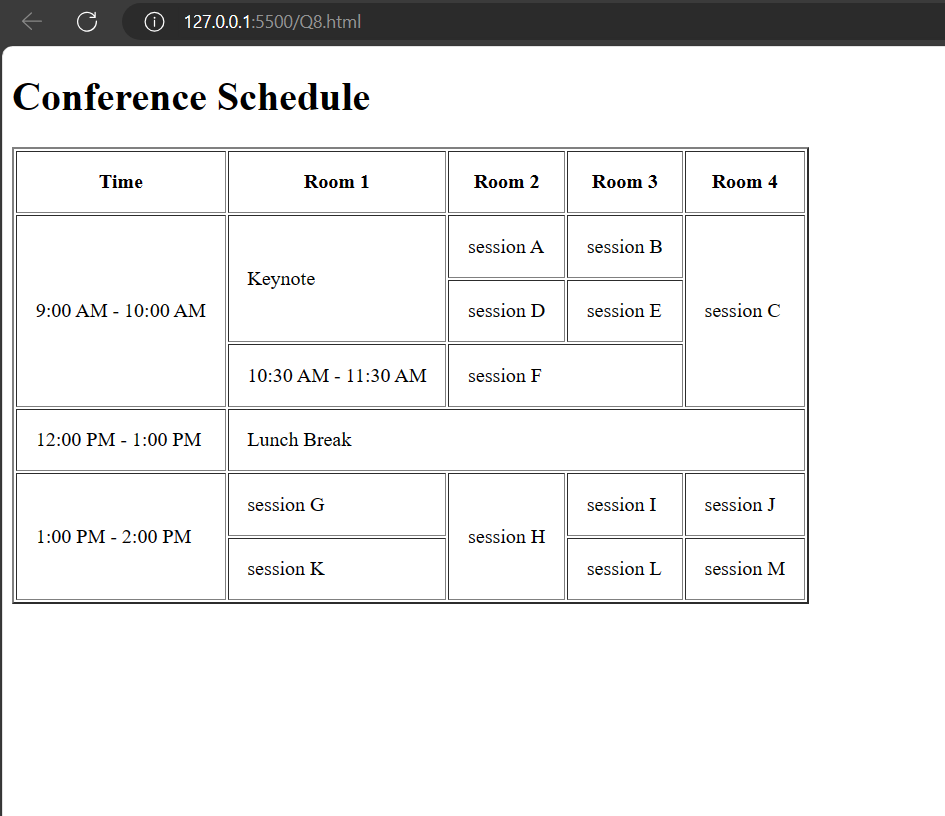 127.0.0.1:5500/Q8.html
Conference Schedule
Time Room 1 Room 2 Room 3 Room 4
9:00 AM - 10:00 AM Keynote session A session B session C
session D session E
10:30 AM - 11:30 AM session F
12:00 PM - 1:00 PM Lunch Break
1:00 PM - 2:00 PM session G session H session I session J
session K session L session M